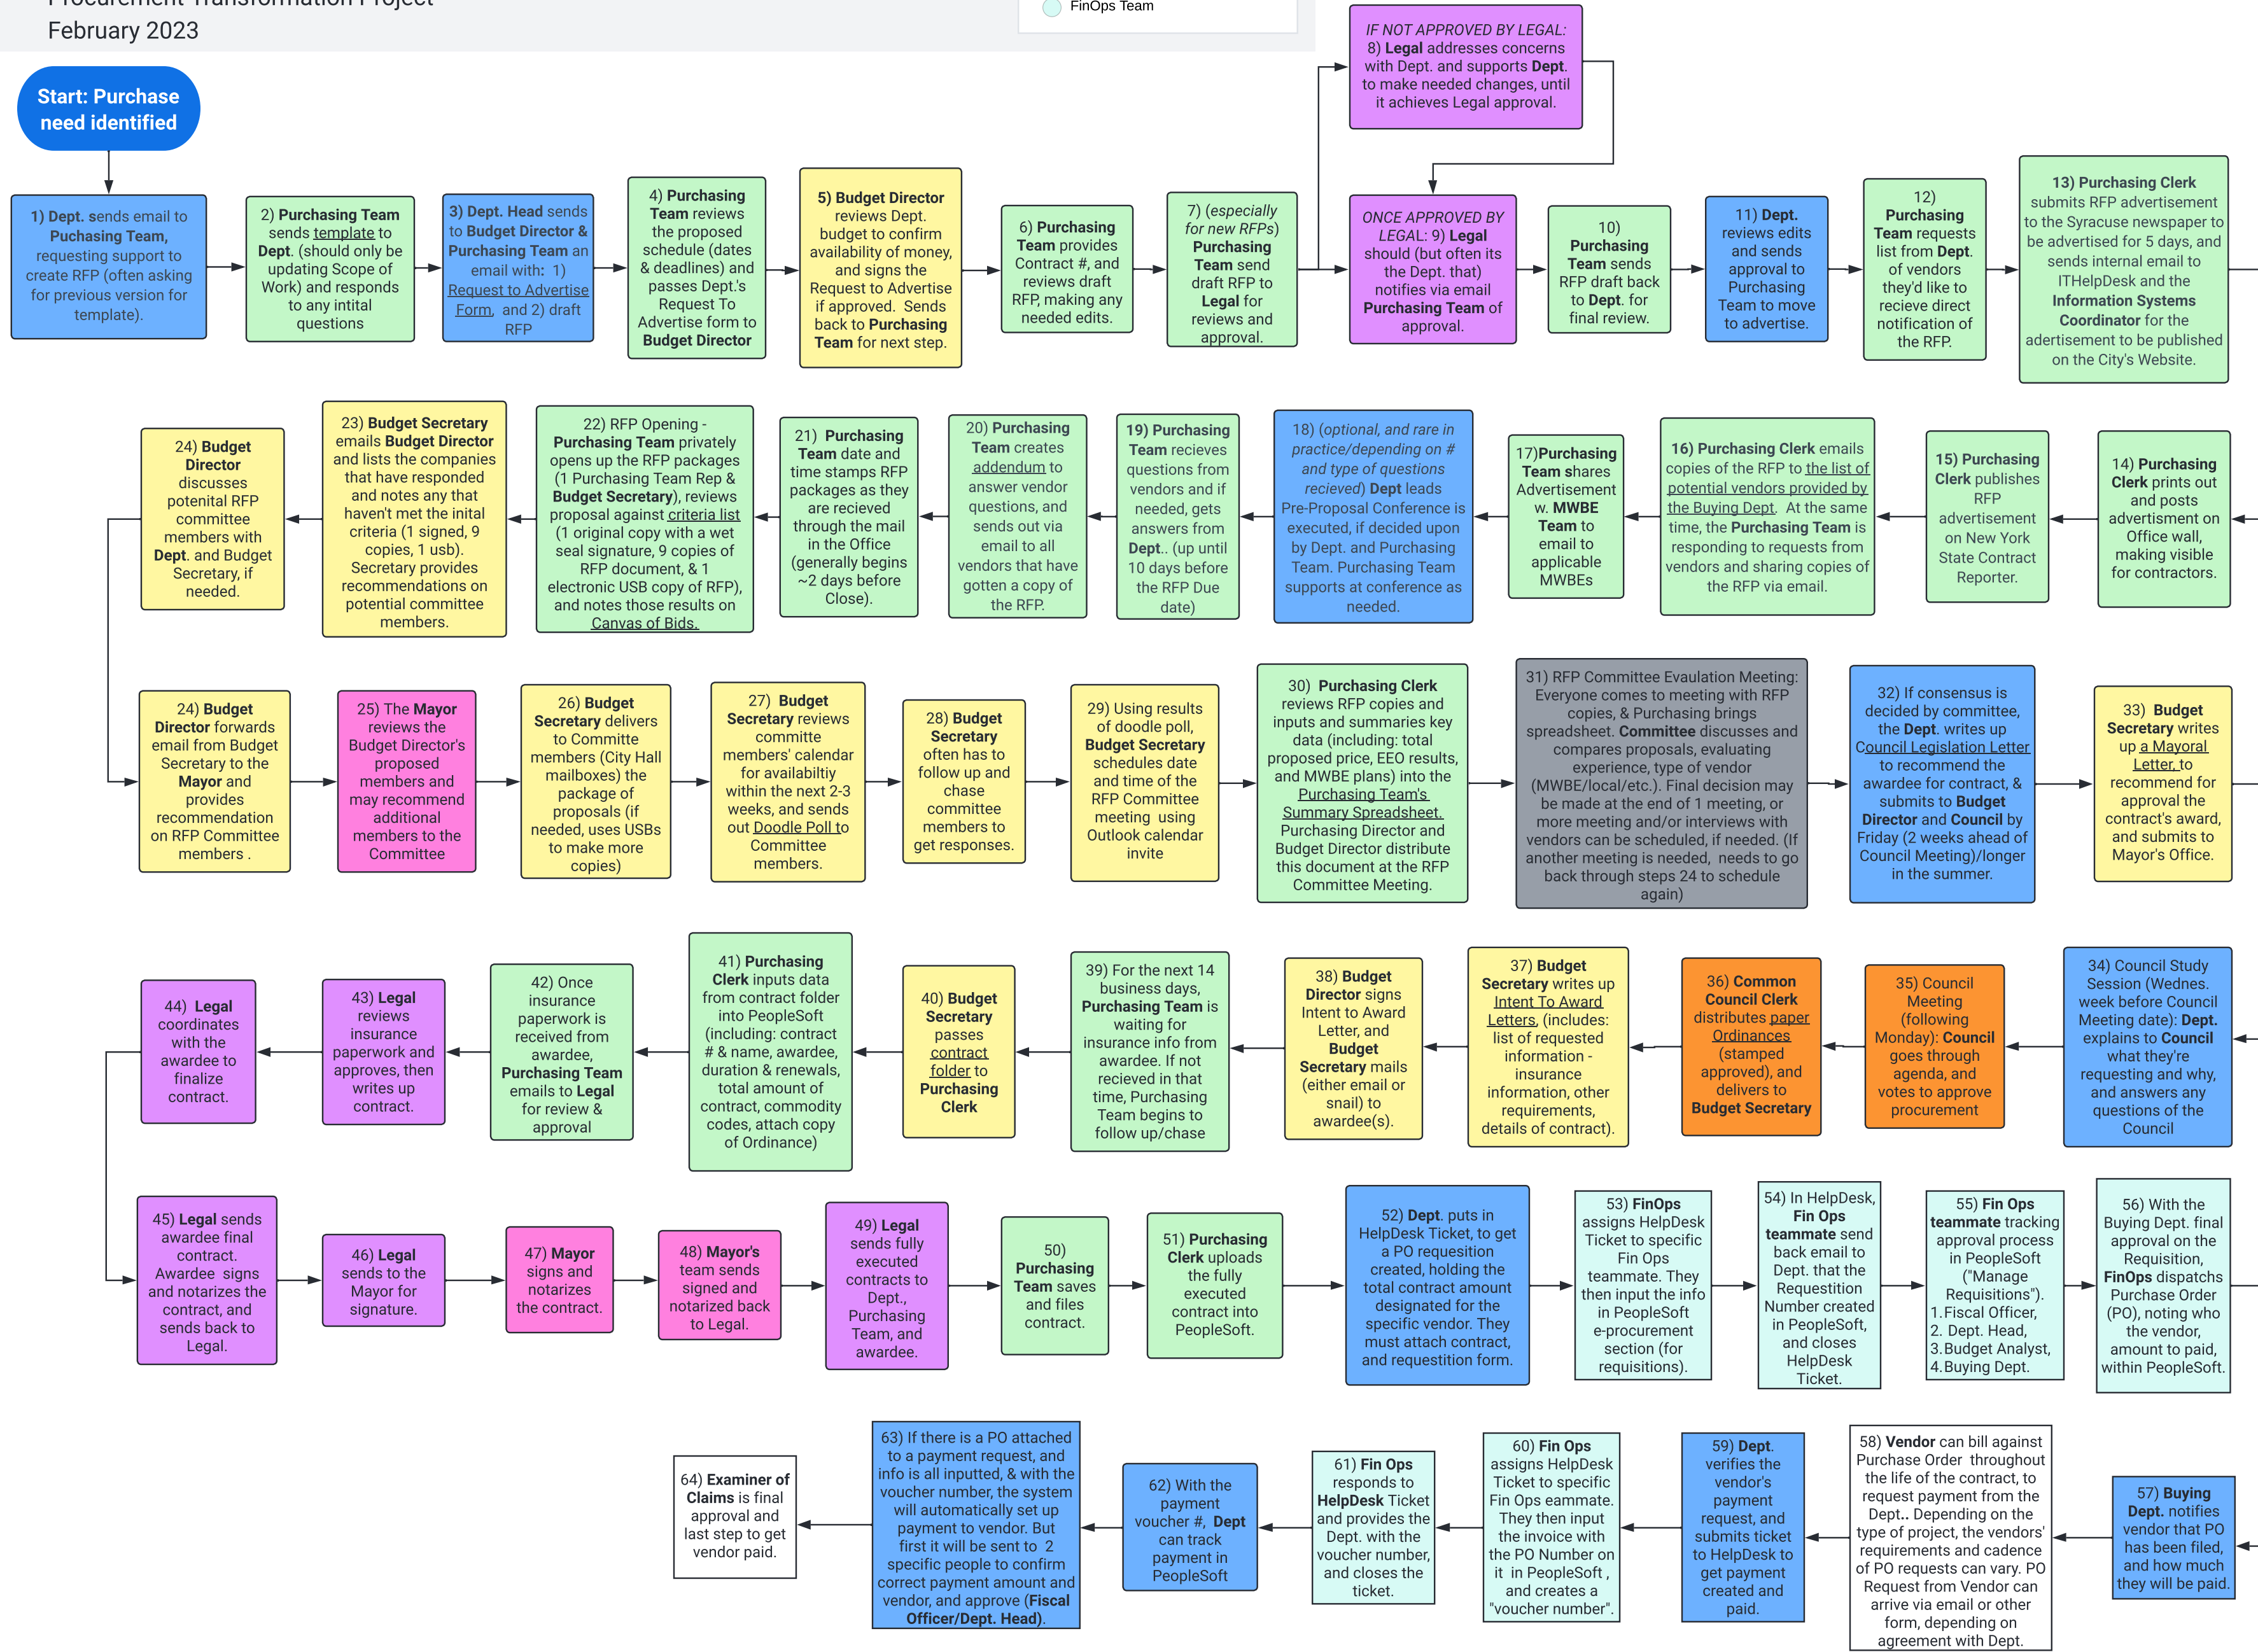 Procurement Transformation Project
February 2023
FinOps Team
Start: Purchase
need identified
1) Dept. sends email to
Puchasing Team,
requesting support to
create RFP (often asking
for previous version for
template).
2) Purchasing Team
sends template to
Dept. (should only be
updating Scope of
Work) and responds
to any intital
questions
3) Dept. Head sends
to Budget Director &
Purchasing Team an
email with: 1)
Request to Advertise
Form, and 2) draft
RFP
4) Purchasing
Team reviews
the proposed
schedule (dates
& deadlines) and
passes Dept.'s
Request To
Advertise form to
Budget Director
5) Budget Director
reviews Dept.
budget to confirm
availability of money,
and signs the
Request to Advertise
if approved. Sends
back to Purchasing
Team for next step.
6) Purchasing
Team provides
Contract #, and
reviews draft
RFP, making any
needed edits.
7) (especially
for new RFPs)
Purchasing
Team send
draft RFP to
Legal for
reviews and
approval.
IF NOT APPROVED BY LEGAL:
8) Legal addresses concerns
with Dept. and supports Dept.
to make needed changes, until
it achieves Legal approval.
ONCE APPROVED BY
LEGAL: 9) Legal
should (but often its
the Dept. that)
notifies via email
Purchasing Team of
approval.
10)
Purchasing
Team sends
RFP draft back
to Dept. for
final review.
11) Dept.
reviews edits
and sends
approval to
Purchasing
Team to move
to advertise.
12)
Purchasing
Team requests
list from Dept.
of vendors
they'd like to
recieve direct
notification of
the RFP.
13) Purchasing Clerk
submits RFP advertisement
to the Syracuse newspaper to
be advertised for 5 days, and
sends internal email to
ITHelpDesk and the
Information Systems
Coordinator for the
adertisement to be published
on the City's Website.
14) Purchasing
Clerk prints out
and posts
advertisment on
Office wall,
making visible
for contractors.
15) Purchasing
Clerk publishes
RFP
advertisement
on New York
State Contract
Reporter.
16) Purchasing Clerk emails
copies of the RFP to the list of
potential vendors provided by
the Buying Dept. At the same
time, the Purchasing Team is
responding to requests from
vendors and sharing copies of
the RFP via email.
17)Purchasing
Team shares
Advertisement
w. MWBE
Team to
email to
applicable
MWBEs
18) (optional, and rare in
practice/depending on #
and type of questions
recieved) Dept leads
Pre-Proposal Conference is
executed, if decided upon
by Dept. and Purchasing
Team. Purchasing Team
supports at conference as
needed.
19) Purchasing
Team recieves
questions from
vendors and if
needed, gets
answers from
Dept.. (up until
10 days before
the RFP Due
date)
20) Purchasing
Team creates
addendum to
answer vendor
questions, and
sends out via
email to all
vendors that have
gotten a copy of
the RFP.
21) Purchasing
Team date and
time stamps RFP
packages as they
are recieved
through the mail
in the Office
(generally begins
~2 days before
Close).
22) RFP Opening -
Purchasing Team privately
opens up the RFP packages
(1 Purchasing Team Rep &
Budget Secretary), reviews
proposal against criteria list
(1 original copy with a wet
seal signature, 9 copies of
RFP document, & 1
electronic USB copy of RFP),
and notes those results on
Canvas of Bids.
23) Budget Secretary
emails Budget Director
and lists the companies
that have responded
and notes any that
haven't met the inital
criteria (1 signed, 9
copies, 1 usb).
Secretary provides
recommendations on
potential committee
members.
24) Budget
Director
discusses
potenital RFP
committee
members with
Dept. and Budget
Secretary, if
needed.
24) Budget
Director forwards
email from Budget
Secretary to the
Mayor and
provides
recommendation
on RFP Committee
members .
25) The Mayor
reviews the
Budget Director's
proposed
members and
may recommend
additional
members to the
Committee
26) Budget
Secretary delivers
to Committe
members (City Hall
mailboxes) the
package of
proposals (if
needed, uses USBs
to make more
copies)
27) Budget
Secretary reviews
committe
members' calendar
for availabiltiy
within the next 2-3
weeks, and sends
out Doodle Poll to
Committee
members.
28) Budget
Secretary
often has to
follow up and
chase
committee
members to
get responses.
29) Using results
of doodle poll,
Budget Secretary
schedules date
and time of the
RFP Committee
meeting using
Outlook calendar
invite
30) Purchasing Clerk
reviews RFP copies and
inputs and summaries key
data (including: total
proposed price, EEO results,
and MWBE plans) into the
Purchasing Team's
Summary Spreadsheet.
Purchasing Director and
Budget Director distribute
this document at the RFP
Committee Meeting.
31) RFP Committee Evaulation Meeting:
Everyone comes to meeting with RFP
copies, & Purchasing brings
spreadsheet. Committee discusses and
compares proposals, evaluating
experience, type of vendor
(MWBE/local/etc.). Final decision may
be made at the end of 1 meeting, or
more meeting and/or interviews with
vendors can be scheduled, if needed. (If
another meeting is needed, needs to go
back through steps 24 to schedule
again)
32) If consensus is
decided by committee,
the Dept. writes up
Council Legislation Letter
to recommend the
awardee for contract, &
submits to Budget
Director and Council by
Friday (2 weeks ahead of
Council Meeting)/longer
in the summer.
33) Budget
Secretary writes
up a Mayoral
Letter, to
recommend for
approval the
contract's award,
and submits to
Mayor's Office.
34) Council Study
Session (Wednes.
week before Council
Meeting date): Dept.
explains to Council
what they're
requesting and why,
and answers any
questions of the
Council
35) Council
Meeting
(following
Monday): Council
goes through
agenda, and
votes to approve
procurement
36) Common
Council Clerk
distributes paper
Ordinances
(stamped
approved), and
delivers to
Budget Secretary
37) Budget
Secretary writes up
Intent To Award
Letters, (includes:
list of requested
information -
insurance
information, other
requirements,
details of contract).
38) Budget
Director signs
Intent to Award
Letter, and
Budget
Secretary mails
(either email or
snail) to
awardee(s).
39) For the next 14
business days,
Purchasing Team is
waiting for
insurance info from
awardee. If not
recieved in that
time, Purchasing
Team begins to
follow up/chase
40) Budget
Secretary
passes
contract
folder to
Purchasing
Clerk
41) Purchasing
Clerk inputs data
from contract folder
into PeopleSoft
(including: contract
# & name, awardee,
duration & renewals,
total amount of
contract, commodity
codes, attach copy
of Ordinance)
42) Once
insurance
paperwork is
received from
awardee,
Purchasing Team
emails to Legal
for review &
approval
43) Legal
reviews
insurance
paperwork and
approves, then
writes up
contract.
44) Legal
coordinates
with the
awardee to
finalize
contract.
45) Legal sends
awardee final
contract.
Awardee signs
and notarizes the
contract, and
sends back to
Legal.
46) Legal
sends to the
Mayor for
signature.
47) Mayor
signs and
notarizes
the contract.
48) Mayor's
team sends
signed and
notarized back
to Legal.
49) Legal
sends fully
executed
contracts to
Dept.,
Purchasing
Team, and
awardee.
50)
Purchasing
Team saves
and files
contract.
51) Purchasing
Clerk uploads
the fully
executed
contract into
PeopleSoft.
52) Dept. puts in
HelpDesk Ticket, to get
a PO requesition
created, holding the
total contract amount
designated for the
specific vendor. They
must attach contract,
and requestition form.
53) FinOps
assigns HelpDesk
Ticket to specific
Fin Ops
teammate. They
then input the info
in PeopleSoft
e-procurement
section (for
requisitions).
54) In HelpDesk,
Fin Ops
teammate send
back email to
Dept. that the
Requestition
Number created
in PeopleSoft,
and closes
HelpDesk
Ticket.
55) Fin Ops
teammate tracking
approval process
in PeopleSoft
("Manage
Requisitions").
1.Fiscal Officer,
2. Dept. Head,
3.Budget Analyst,
4.Buying Dept.
56) With the
Buying Dept. final
approval on the
Requisition,
FinOps dispatchs
Purchase Order
(PO), noting who
the vendor,
amount to paid,
within PeopleSoft.
57) Buying
Dept. notifies
vendor that PO
has been filed,
and how much
they will be paid.
58) Vendor can bill against
Purchase Order throughout
the life of the contract, to
request payment from the
Dept.. Depending on the
type of project, the vendors'
requirements and cadence
of PO requests can vary. PO
Request from Vendor can
arrive via email or other
form, depending on
agreement with Dept.
59) Dept.
verifies the
vendor's
payment
request, and
submits ticket
to HelpDesk to
get payment
created and
paid.
60) Fin Ops
assigns HelpDesk
Ticket to specific
Fin Ops eammate.
They then input
the invoice with
the PO Number on
it in PeopleSoft ,
and creates a
"voucher number".
61) Fin Ops
responds to
HelpDesk Ticket
and provides the
Dept. with the
voucher number,
and closes the
ticket.
62) With the
payment
voucher #, Dept
can track
payment in
PeopleSoft
63) If there is a PO attached
to a payment request, and
info is all inputted, & with the
voucher number, the system
will automatically set up
payment to vendor. But
first it will be sent to 2
specific people to confirm
correct payment amount and
vendor, and approve (Fiscal
Officer/Dept. Head).
64) Examiner of
Claims is final
approval and
last step to get
vendor paid.